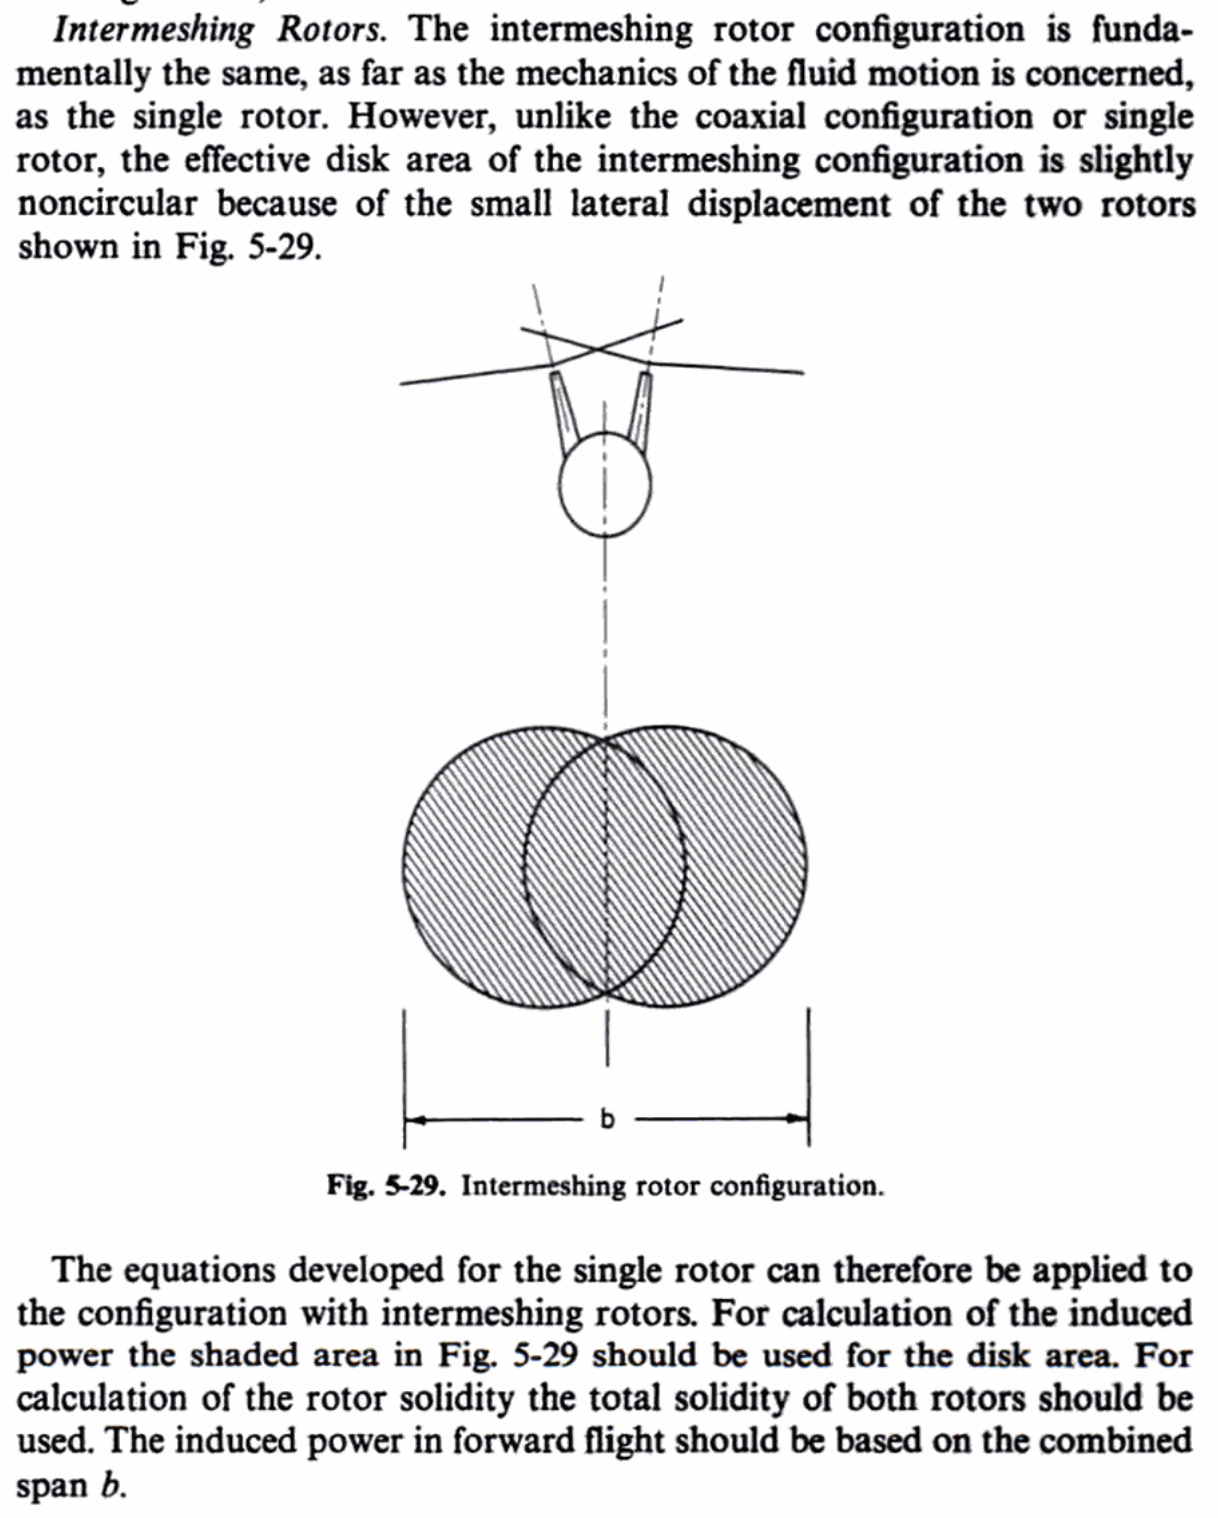 Intermeshing Rotors. The intermeshing rotor configuration is funda-
mentally the same, as far as the mechanics of the fluid motion is concerned,
as the single rotor. However, unlike the coaxial configuration or single
rotor, the effective disk area of the intermeshing configuration is slightly
noncircular because of the small lateral displacement of the two rotors
shown in Fig. 5-29.
b
Fig. 5-29. Intermeshing rotor configuration.
The equations developed for the single rotor can therefore be applied to
the configuration with intermeshing rotors. For calculation of the induced
power the shaded area in Fig. 5-29 should be used for the disk area. For
calculation of the rotor solidity the total solidity of both rotors should be
used. The induced power in forward flight should be based on the combined
span b.